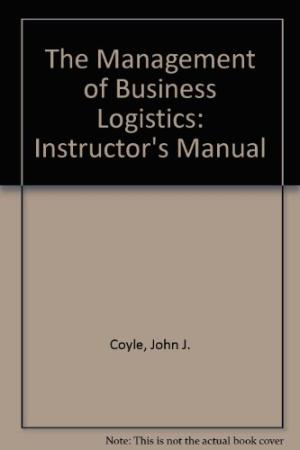 The Management
of Business
Logistics:
Instructor's Manual
Coyle, John J.
Note: This is not the actual book cover